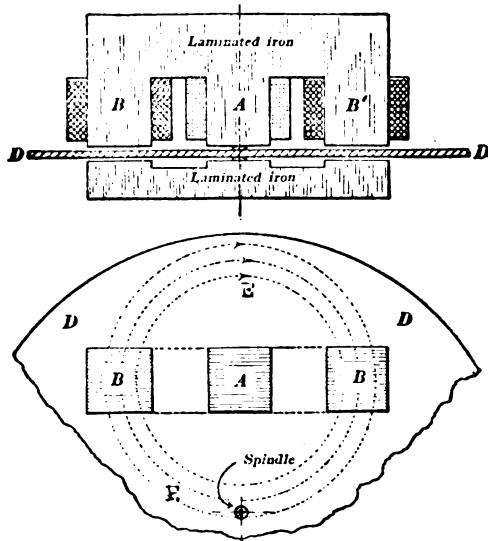 Laminated iron
B A B'
D D
Laminated iron
E
D D
B A B
Spindle
F